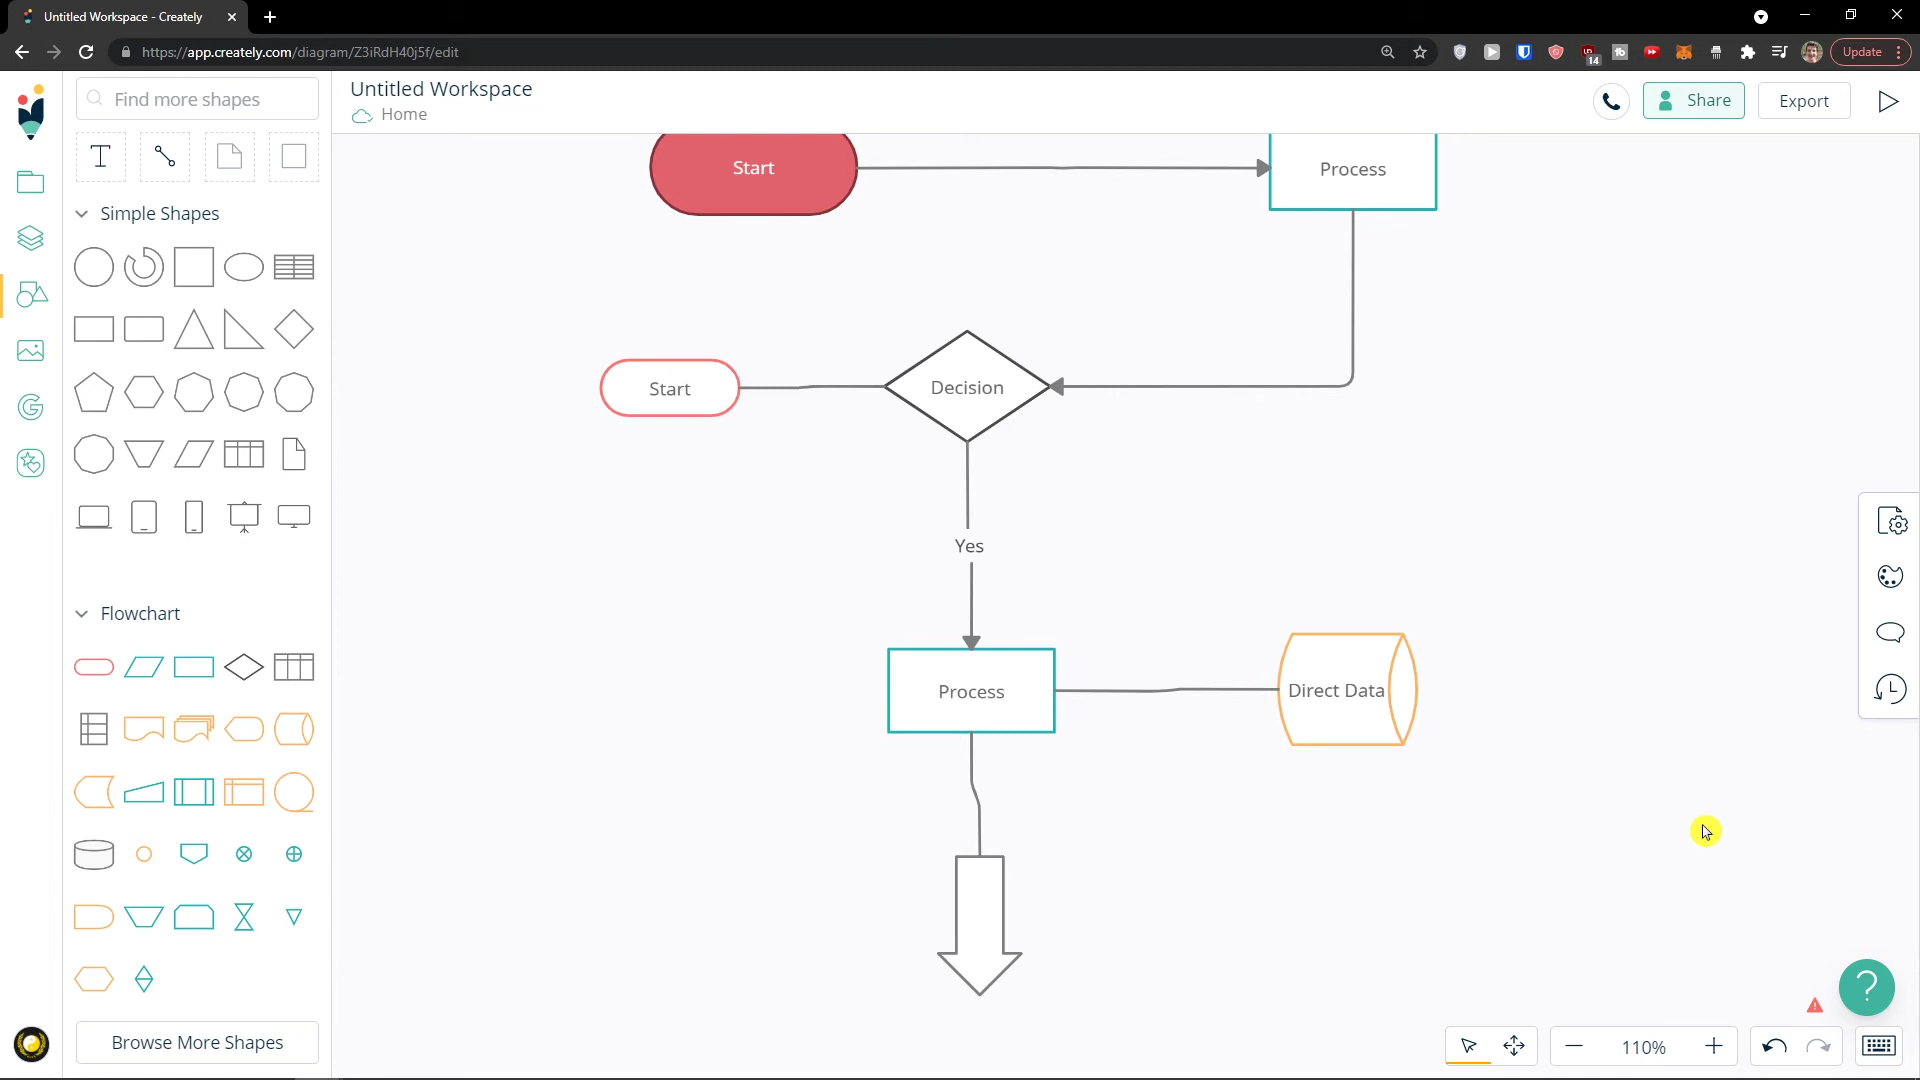 Untitled Workspace - Creately
https://app.creately.com/diagram/Z3iRdH40j5f/edit
14
Update
Find more shapes
Untitled Workspace
Home
Share
Export
T
Simple Shapes
Start
Process
Start
Decision
Yes
Flowchart
Process
Direct Data
Browse More Shapes
110%
?